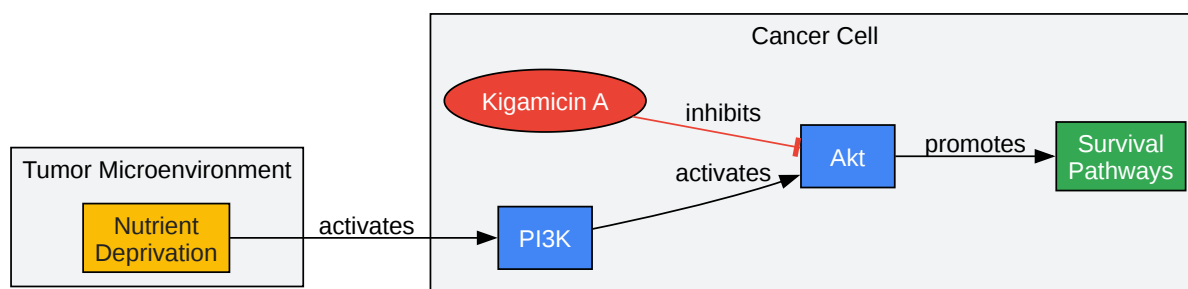 Cancer Cell
Kigamicin A
inhibits
Akt
promotes
Survival
Pathways
activates
Tumor Microenvironment
Nutrient
Deprivation
activates
PI3K